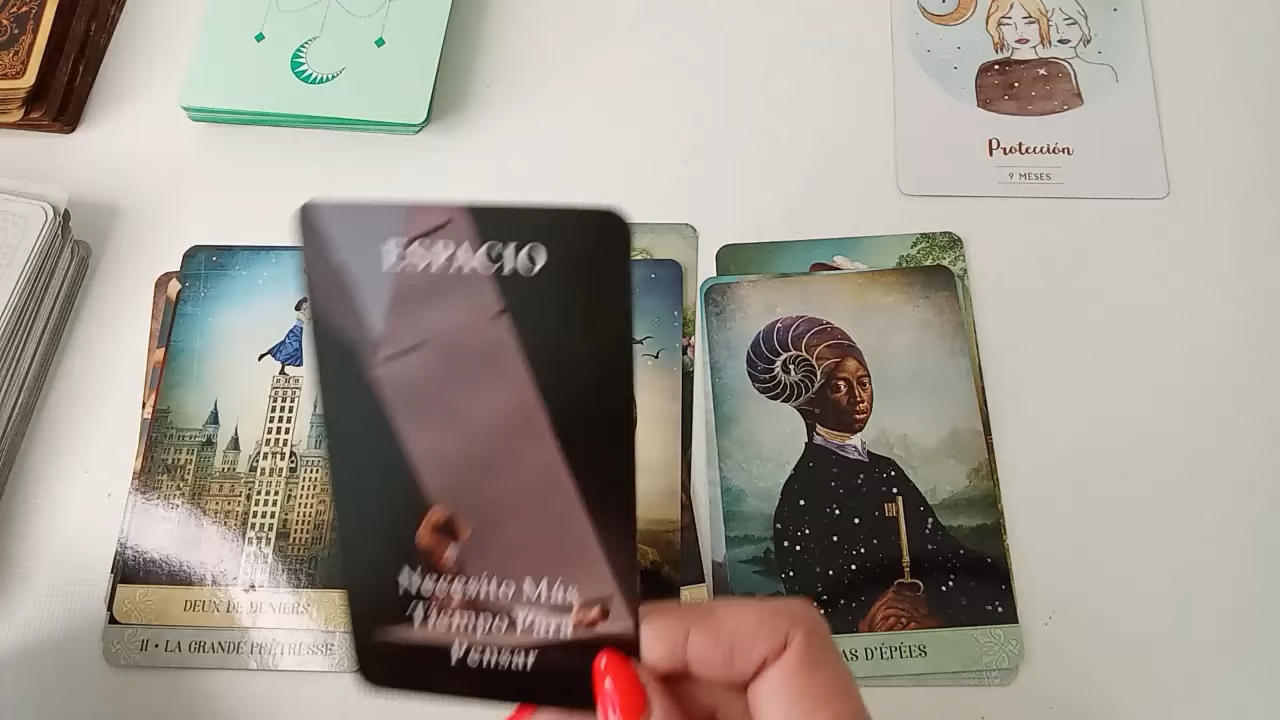 Protección
9 MESES
ESPACIO
Necesito Más
Tiempo Para
Pensar
DEUX DE DENIERS
II • LA GRANDE PRÊTRESSE
AS D'ÉPÉES